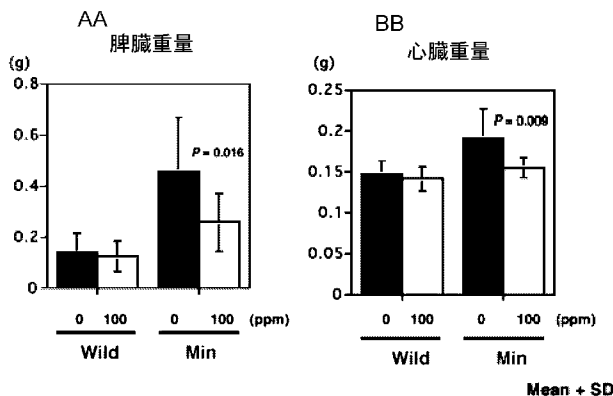 AA
脾臓重量
(g)
0.8
0.6
0.4
0.2
0
P = 0.016
0 100 0 100 (ppm)
Wild Min
BB
心臓重量
(g)
0.25
0.2
0.15
0.1
0.05
0
P = 0.009
0 100 0 100 (ppm)
Wild Min
Mean + SD